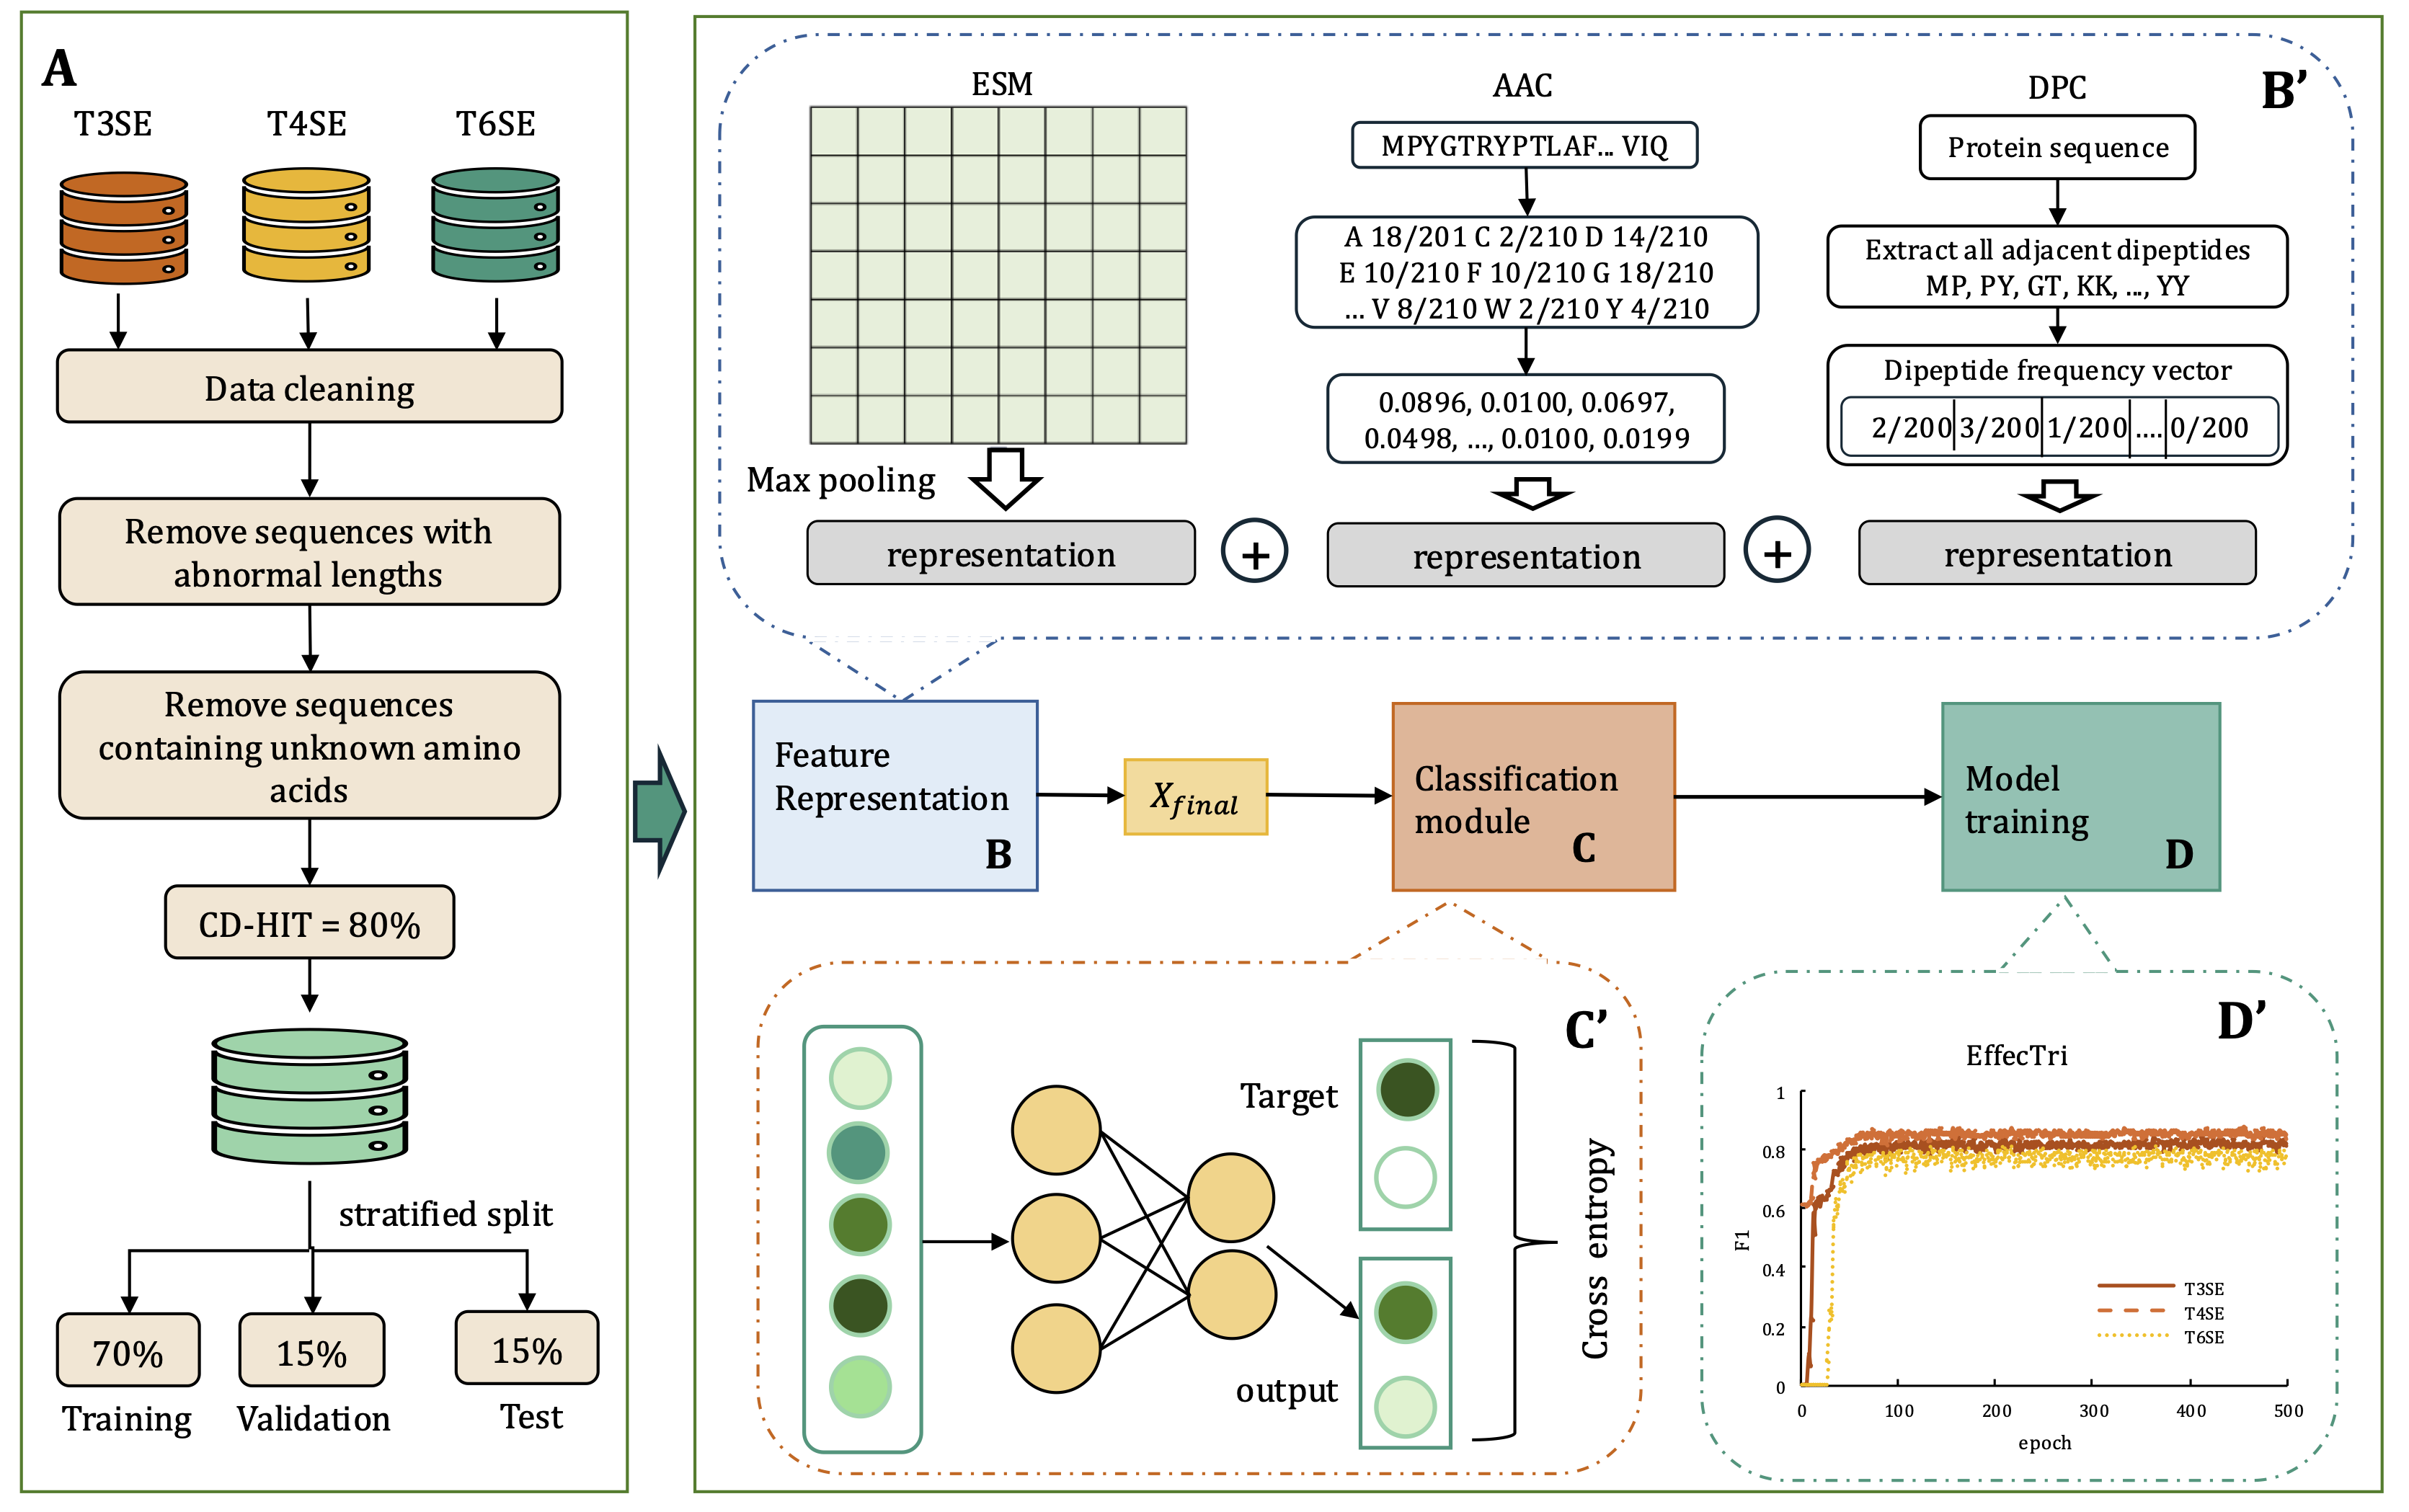 A
T3SE T4SE T6SE
Data cleaning
Remove sequences with
abnormal lengths
Remove sequences
containing unknown amino
acids
CD-HIT = 80%
stratified split
70% 15% 15%
Training Validation Test
B’
ESM
Max pooling
representation
+
AAC
MPYGTRYPTLAF... VIQ
A 18/201 C 2/210 D 14/210
E 10/210 F 10/210 G 18/210
... V 8/210 W 2/210 Y 4/210
0.0896, 0.0100, 0.0697,
0.0498, ..., 0.0100, 0.0199
representation
+
DPC
Protein sequence
Extract all adjacent dipeptides
MP, PY, GT, KK, ..., YY
Dipeptide frequency vector
2/200 3/200 1/200 .... 0/200
representation
Feature
Representation
B
X_final
Classification
module
C
Model
training
D
C’
Target
output
Cross entropy
D’
EffecTri
1
0.8
0.6
0.4
0.2
0
F1
T3SE
T4SE
T6SE
0 100 200 300 400 500
epoch